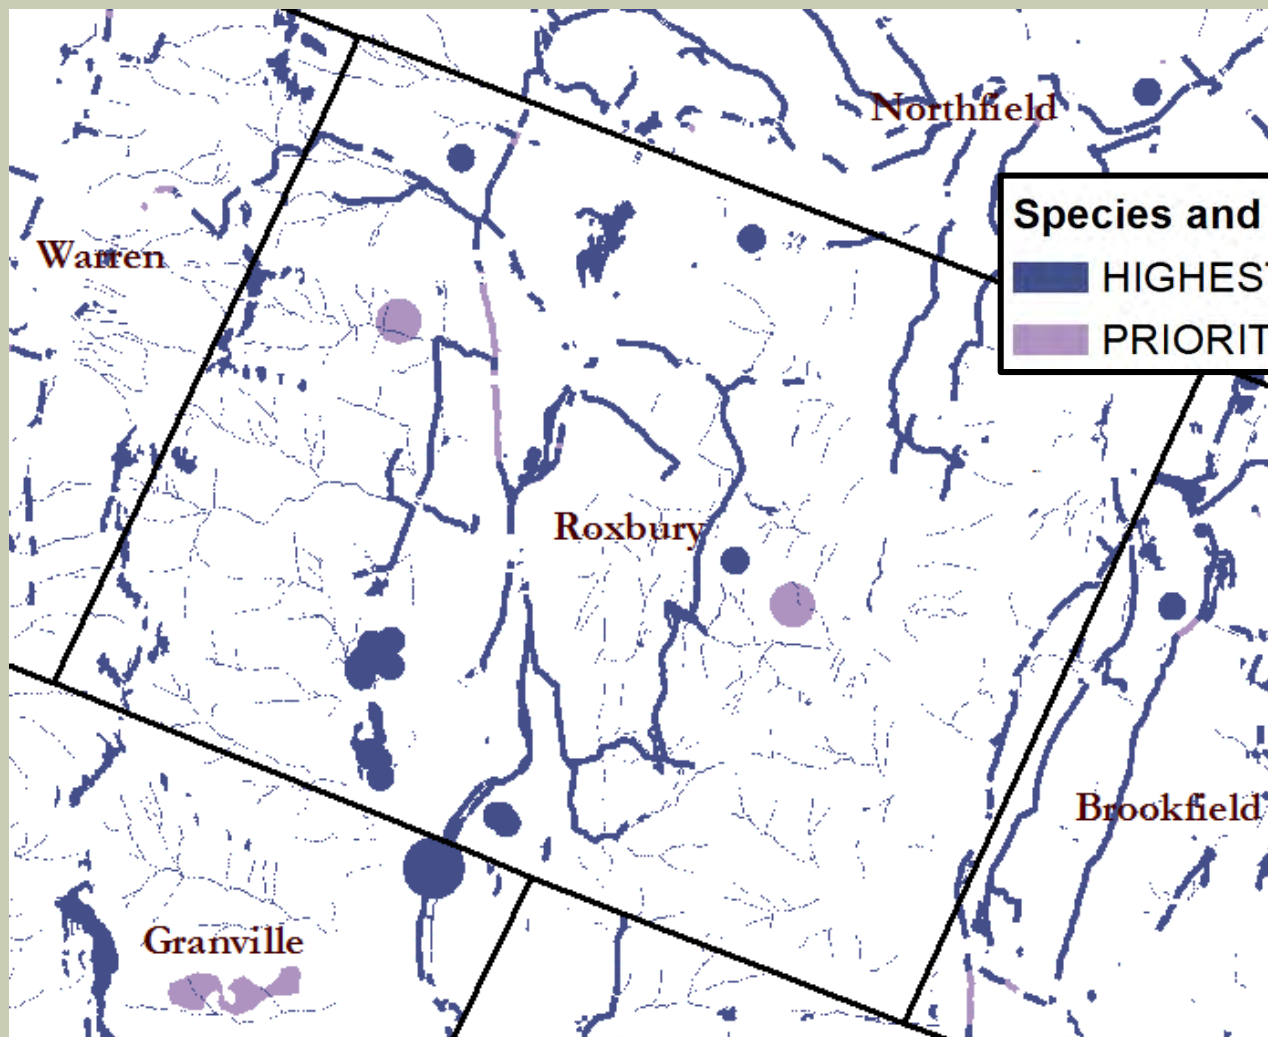 Northfield
Species and
HIGHEST
PRIORIT
Warren
Roxbury
Brookfield
Granville